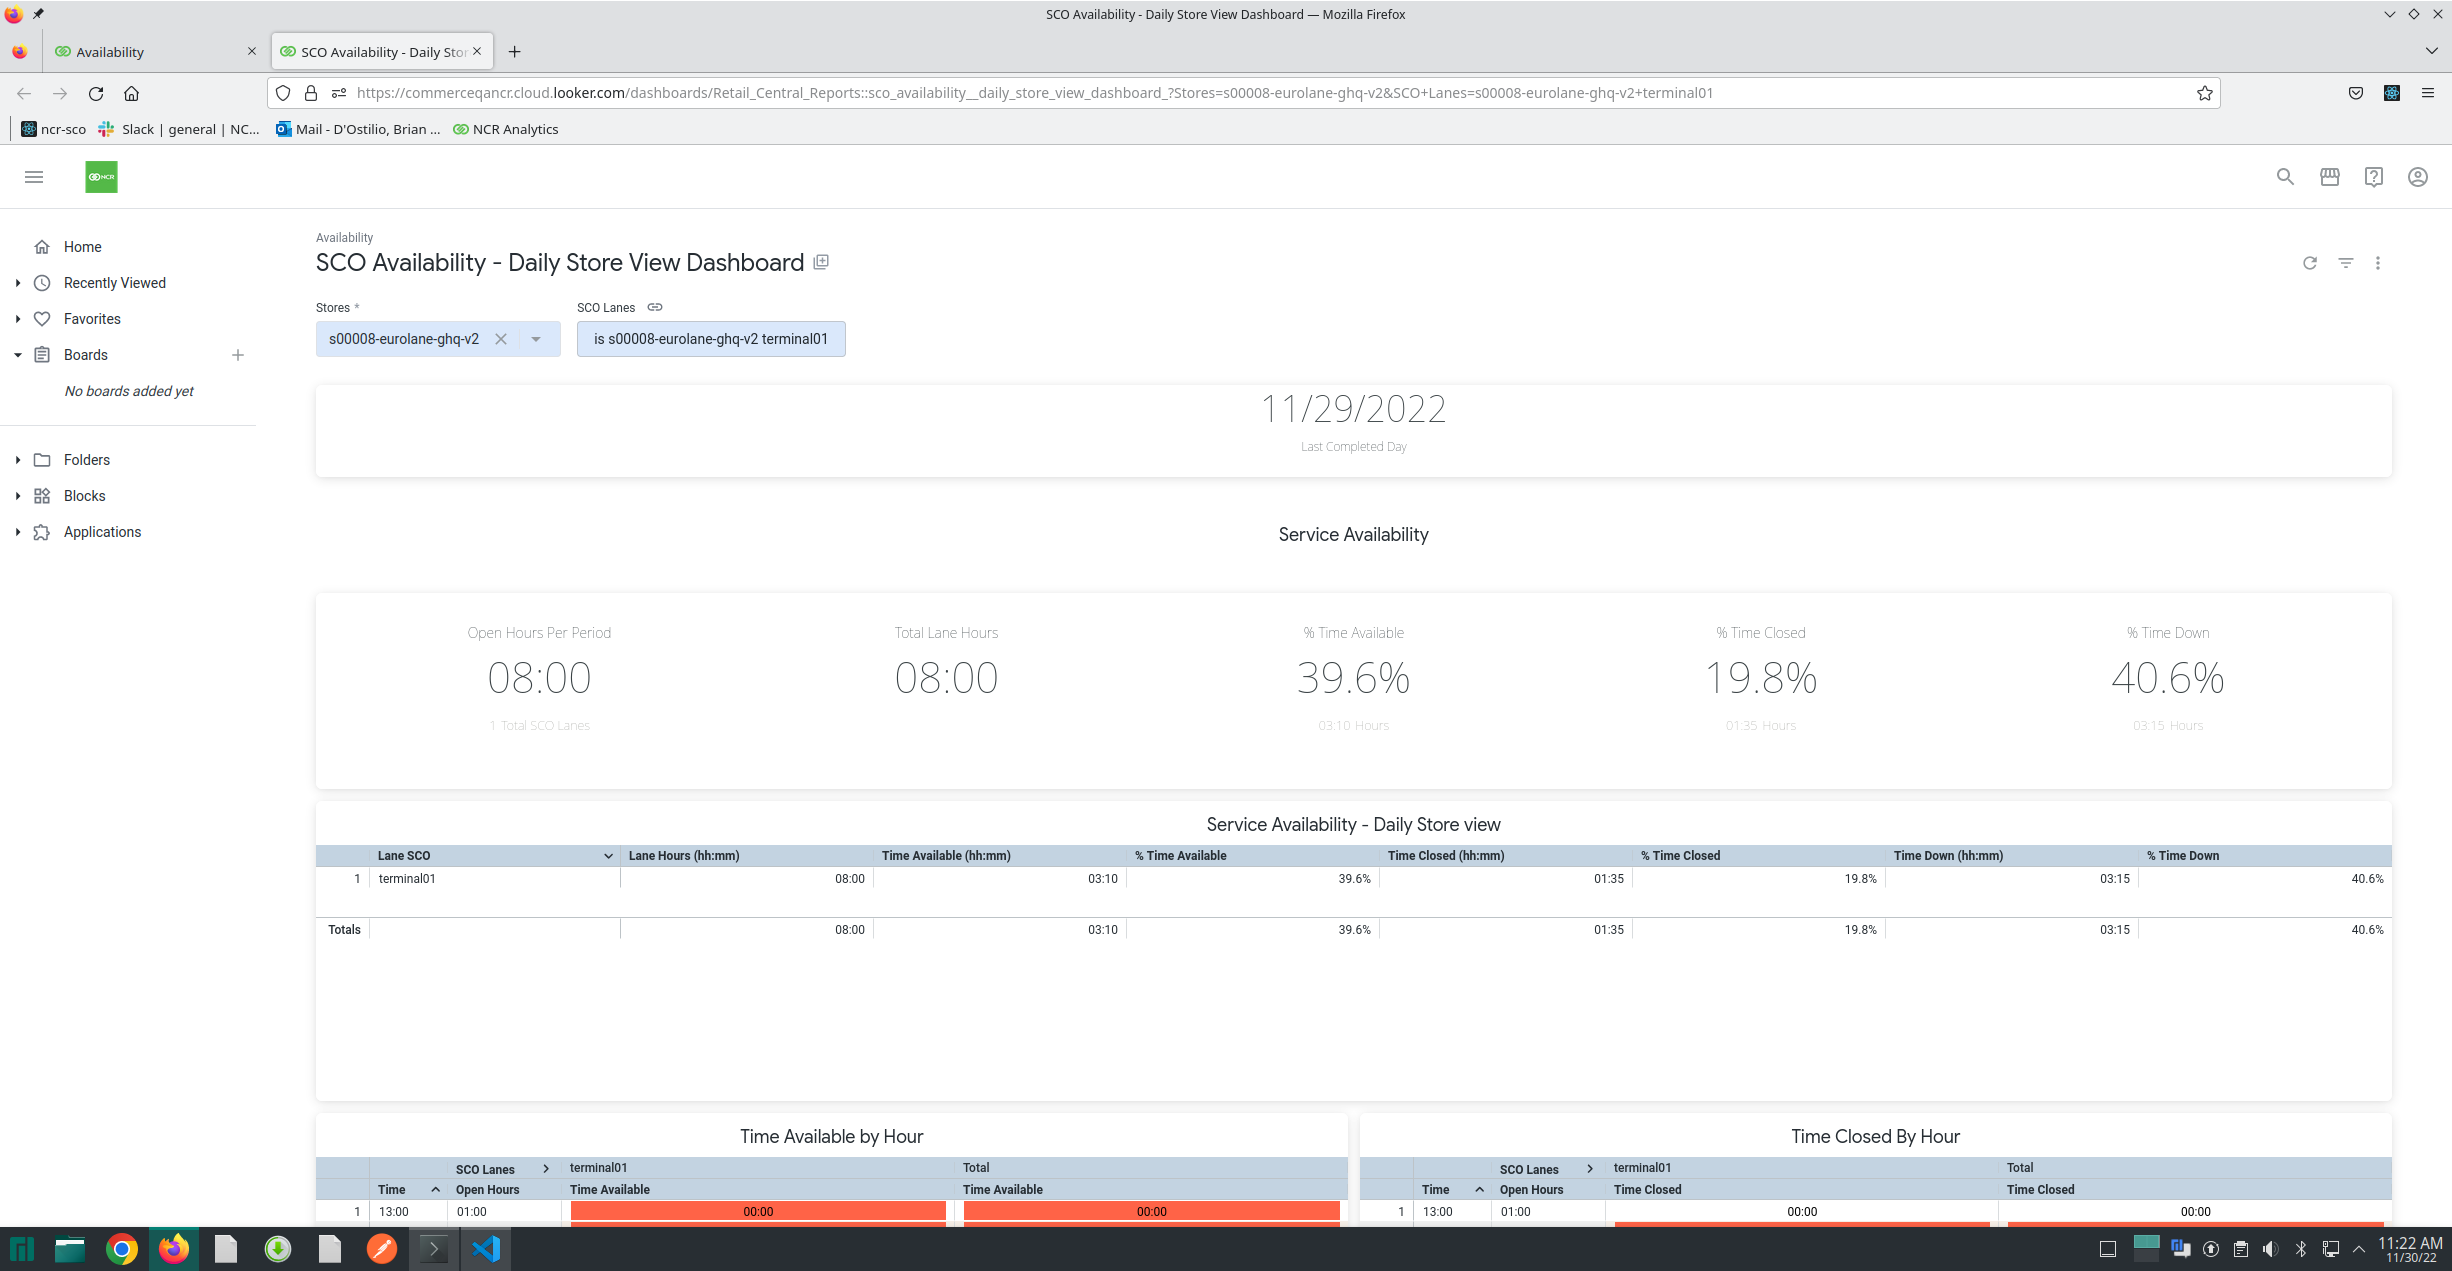 SCO Availability - Daily Store View Dashboard — Mozilla Firefox
Availability
SCO Availability - Daily Stor
https://commerceqancr.cloud.looker.com/dashboards/Retail_Central_Reports::sco_availability__daily_store_view_dashboard_?Stores=s00008-eurolane-ghq-v2&SCO+Lanes=s00008-eurolane-ghq-v2+terminal01
ncr-sco
Slack | general | NC...
Mail - D'Ostilio, Brian ...
NCR Analytics
NCR
Home
Recently Viewed
Favorites
Boards
No boards added yet
Folders
Blocks
Applications
Availability
SCO Availability - Daily Store View Dashboard
Stores *
SCO Lanes
s00008-eurolane-ghq-v2
is s00008-eurolane-ghq-v2 terminal01
11/29/2022
Last Completed Day
Service Availability
Open Hours Per Period
08:00
1 Total SCO Lanes
Total Lane Hours
08:00
% Time Available
39.6%
03:10 Hours
% Time Closed
19.8%
01:35 Hours
% Time Down
40.6%
03:15 Hours
Service Availability - Daily Store view
Lane SCO Lane Hours (hh:mm) Time Available (hh:mm) % Time Available Time Closed (hh:mm) % Time Closed Time Down (hh:mm) % Time Down
1 terminal01 08:00 03:10 39.6% 01:35 19.8% 03:15 40.6%
Totals 08:00 03:10 39.6% 01:35 19.8% 03:15 40.6%
Time Available by Hour
SCO Lanes terminal01 Total
Time Open Hours Time Available Time Available
1 13:00 01:00 00:00 00:00
Time Closed By Hour
SCO Lanes terminal01 Total
Time Open Hours Time Closed Time Closed
1 13:00 01:00 00:00 00:00
11:22 AM
11/30/22